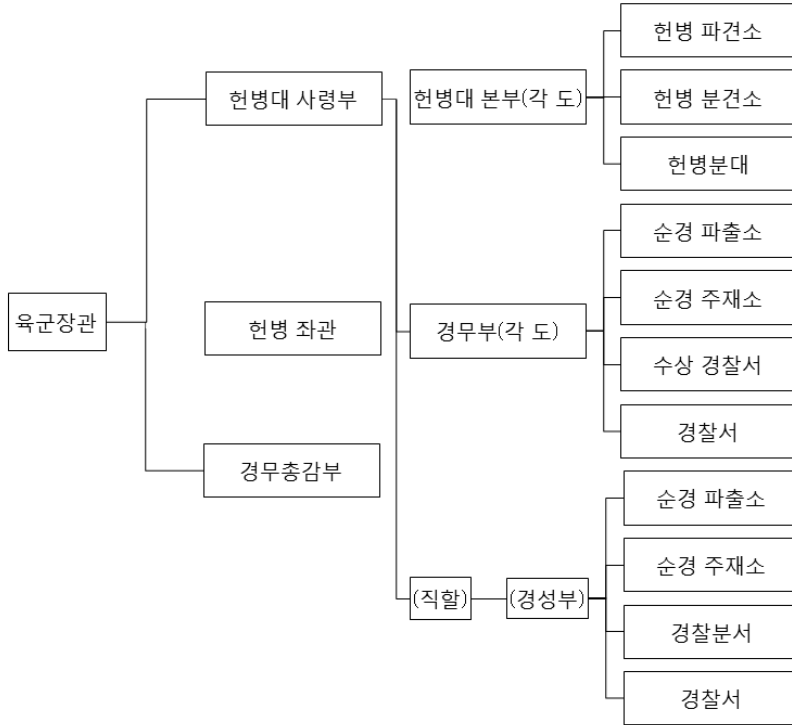 육군장관
헌병대 사령부
헌병 좌관
경무총감부
헌병대 본부(각 도)
경무부(각 도)
(직할)
(경성부)
헌병 파견소
헌병 분견소
헌병분대
순경 파출소
순경 주재소
수상 경찰서
경찰서
순경 파출소
순경 주재소
경찰분서
경찰서